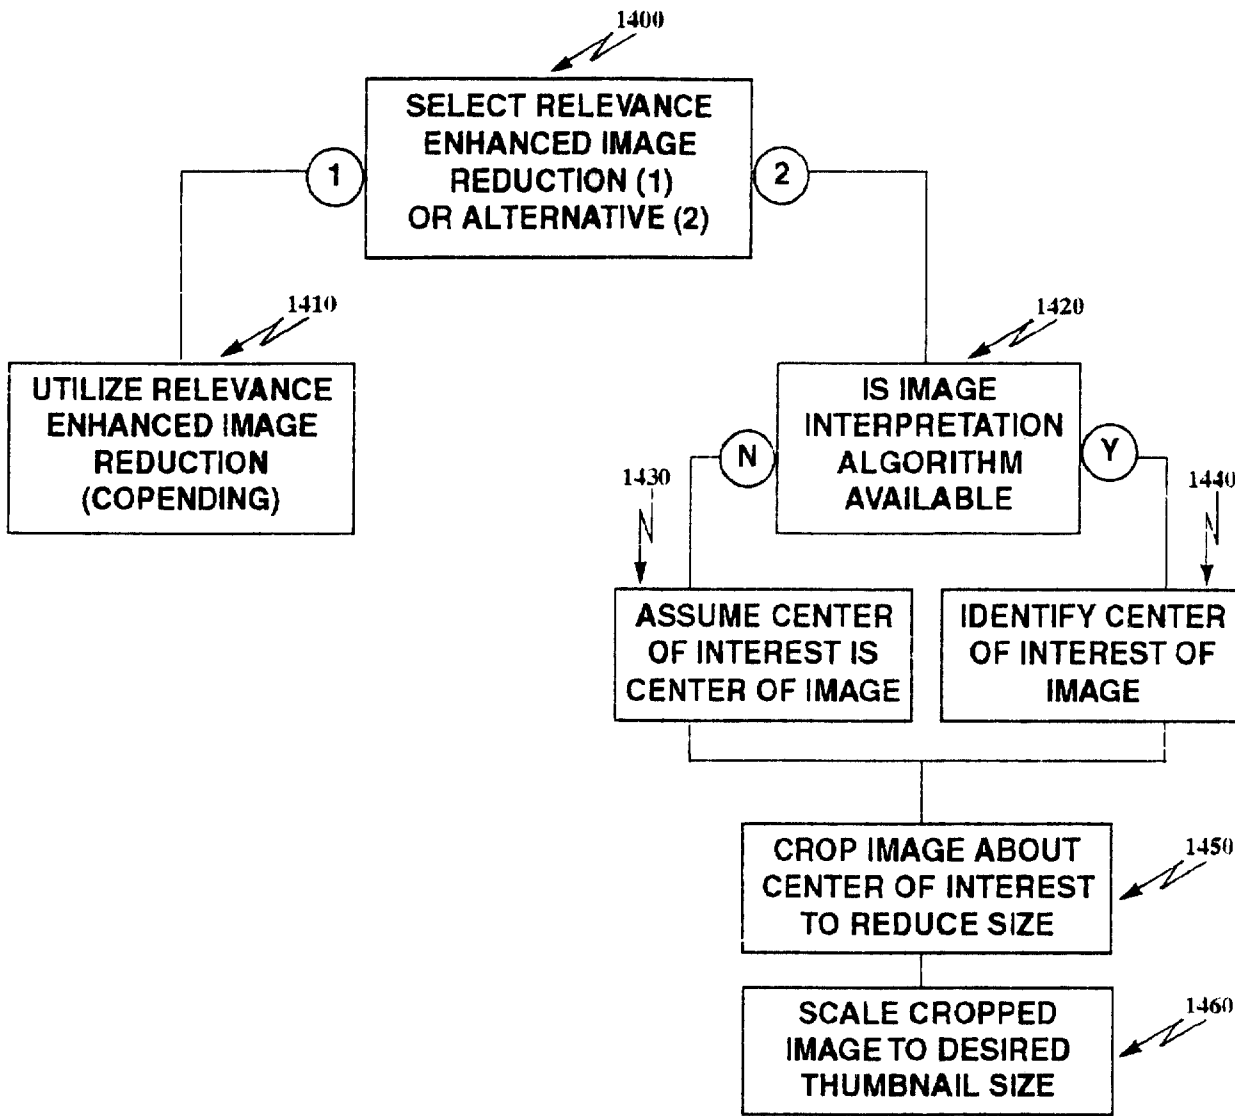 1400
SELECT RELEVANCE
ENHANCED IMAGE
REDUCTION (1)
OR ALTERNATIVE (2)
1
2
1410
UTILIZE RELEVANCE
ENHANCED IMAGE
REDUCTION
(COPENDING)
1420
IS IMAGE
INTERPRETATION
ALGORITHM
AVAILABLE
N
Y
1430
ASSUME CENTER
OF INTEREST IS
CENTER OF IMAGE
1440
IDENTIFY CENTER
OF INTEREST OF
IMAGE
1450
CROP IMAGE ABOUT
CENTER OF INTEREST
TO REDUCE SIZE
1460
SCALE CROPPED
IMAGE TO DESIRED
THUMBNAIL SIZE